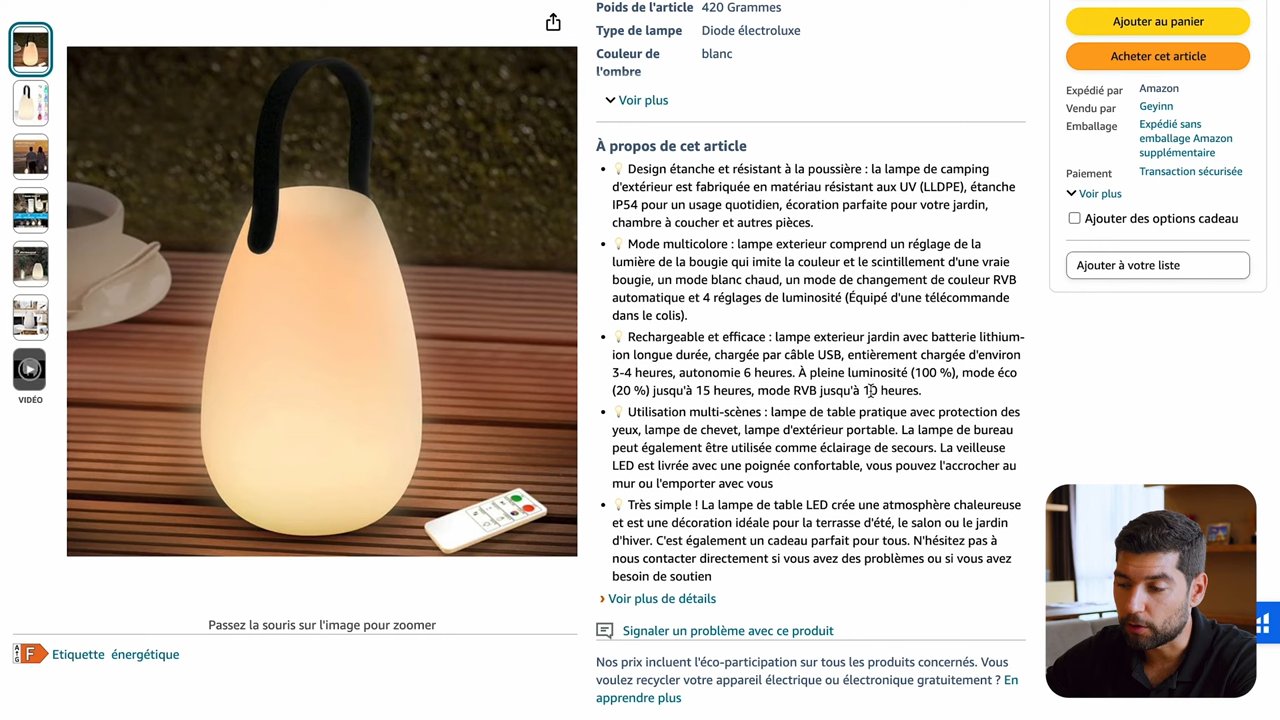 Poids de l'article 420 Grammes
Type de lampe Diode électroluxe
Couleur de l'ombre blanc
Voir plus
À propos de cet article
💡 Design étanche et résistant à la poussière : la lampe de camping
d'extérieur est fabriquée en matériau résistant aux UV (LLDPE), étanche
IP54 pour un usage quotidien, écoration parfaite pour votre jardin,
chambre à coucher et autres pièces.
💡 Mode multicolore : lampe exterieur comprend un réglage de la
lumière de la bougie qui imite la couleur et le scintillement d'une vraie
bougie, un mode blanc chaud, un mode de changement de couleur RVB
automatique et 4 réglages de luminosité (Équipé d'une télécommande
dans le colis).
💡 Rechargeable et efficace : lampe exterieur jardin avec batterie lithium-
ion longue durée, chargée par câble USB, entièrement chargée d'environ
3-4 heures, autonomie 6 heures. À pleine luminosité (100 %), mode éco
(20 %) jusqu'à 15 heures, mode RVB jusqu'à 10 heures.
💡 Utilisation multi-scènes : lampe de table pratique avec protection des
yeux, lampe de chevet, lampe d'extérieur portable. La lampe de bureau
peut également être utilisée comme éclairage de secours. La veilleuse
LED est livrée avec une poignée confortable, vous pouvez l'accrocher au
mur ou l'emporter avec vous
💡 Très simple ! La lampe de table LED crée une atmosphère chaleureuse
et est une décoration idéale pour la terrasse d'été, le salon ou le jardin
d'hiver. C'est également un cadeau parfait pour tous. N'hésitez pas à
nous contacter directement si vous avez des problèmes ou si vous avez
besoin de soutien
› Voir plus de détails
Signaler un problème avec ce produit
Nos prix incluent l'éco-participation sur tous les produits concernés. Vous
voulez recycler votre appareil électrique ou électronique gratuitement ? En
apprendre plus
VIDÉO
Passez la souris sur l'image pour zoomer
A
G
F
Etiquette énergétique
Ajouter au panier
Acheter cet article
Expédié par Amazon
Vendu par Geyinn
Emballage Expédié sans
emballage Amazon
supplémentaire
Paiement Transaction sécurisée
Voir plus
Ajouter des options cadeau
Ajouter à votre liste